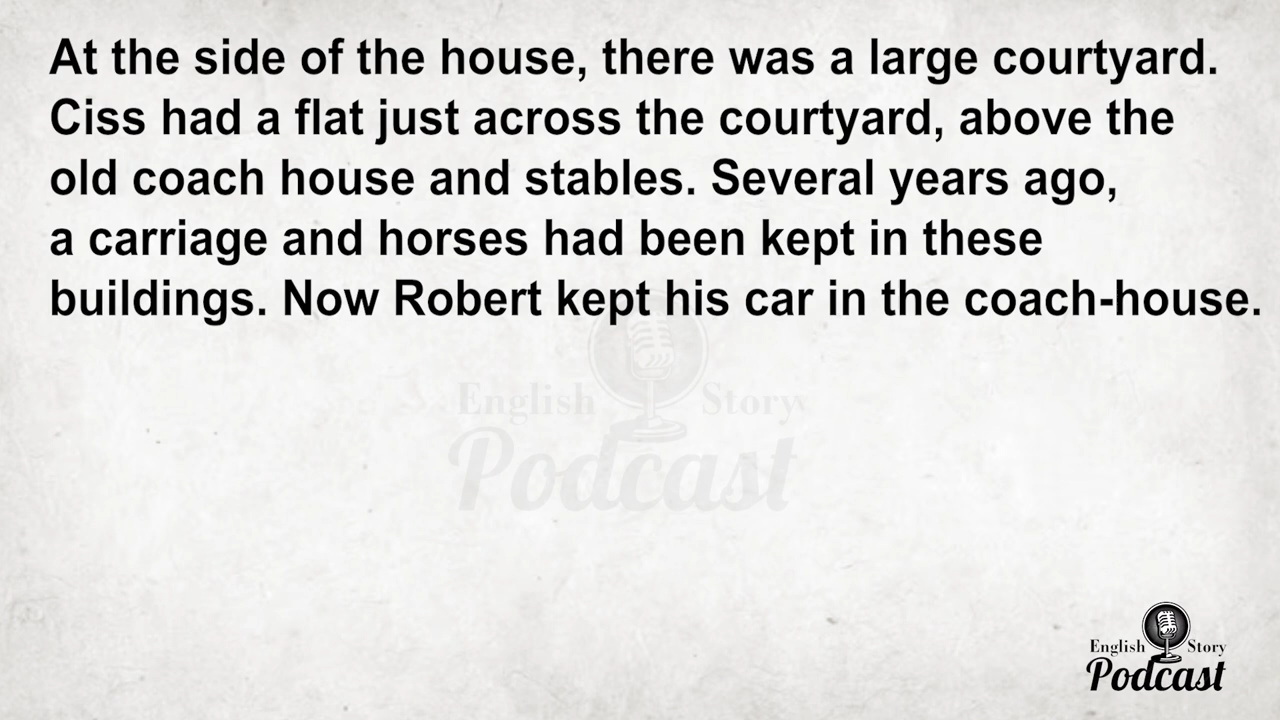 At the side of the house, there was a large courtyard.
Ciss had a flat just across the courtyard, above the
old coach house and stables. Several years ago,
a carriage and horses had been kept in these
buildings. Now Robert kept his car in the coach-house.
English Story
Podcast
English Story
Podcast